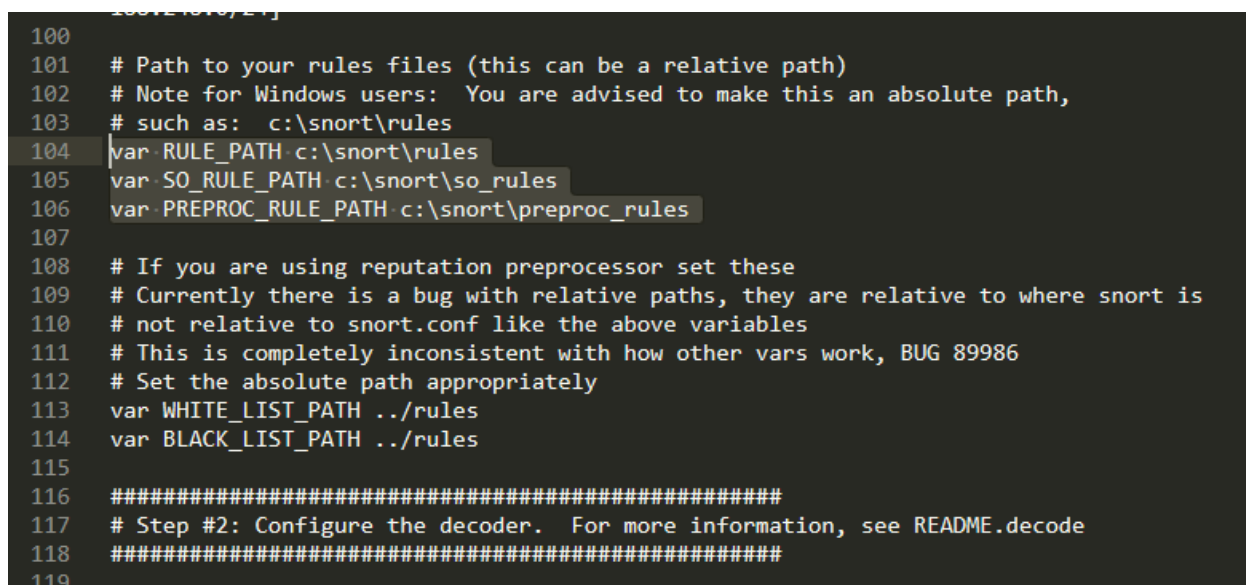 100
101 # Path to your rules files (this can be a relative path)
102 # Note for Windows users:  You are advised to make this an absolute path,
103 # such as:  c:\snort\rules
104 var RULE_PATH c:\snort\rules
105 var SO_RULE_PATH c:\snort\so_rules
106 var PREPROC_RULE_PATH c:\snort\preproc_rules
107
108 # If you are using reputation preprocessor set these
109 # Currently there is a bug with relative paths, they are relative to where snort is
110 # not relative to snort.conf like the above variables
111 # This is completely inconsistent with how other vars work, BUG 89986
112 # Set the absolute path appropriately
113 var WHITE_LIST_PATH ../rules
114 var BLACK_LIST_PATH ../rules
115
116 ###################################################
117 # Step #2: Configure the decoder.  For more information, see README.decode
118 ###################################################
119